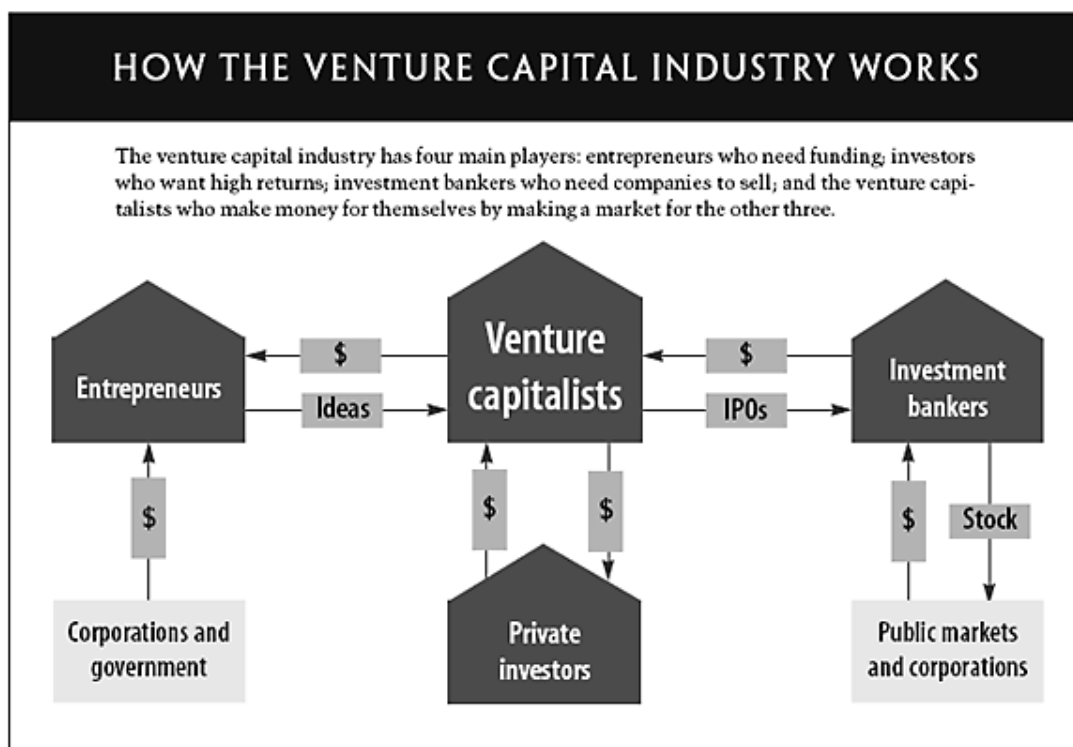 HOW THE VENTURE CAPITAL INDUSTRY WORKS
The venture capital industry has four main players: entrepreneurs who need funding; investors
who want high returns; investment bankers who need companies to sell; and the venture capi-
talists who make money for themselves by making a market for the other three.
Entrepreneurs
$
Ideas
Venture
capitalists
$
IPOs
Investment
bankers
$
$
$
$
Stock
Corporations and
government
Private
investors
Public markets
and corporations